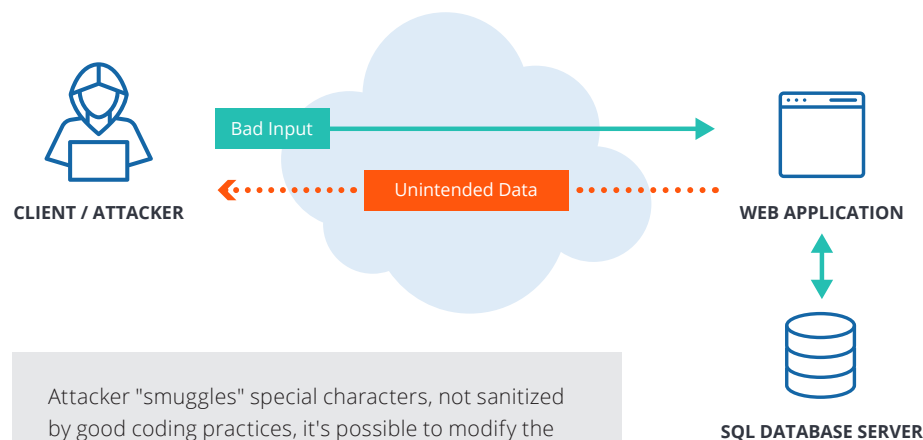 Bad Input
Unintended Data
CLIENT / ATTACKER
WEB APPLICATION
Attacker "smuggles" special characters, not sanitized
by good coding practices, it's possible to modify the
SQL DATABASE SERVER